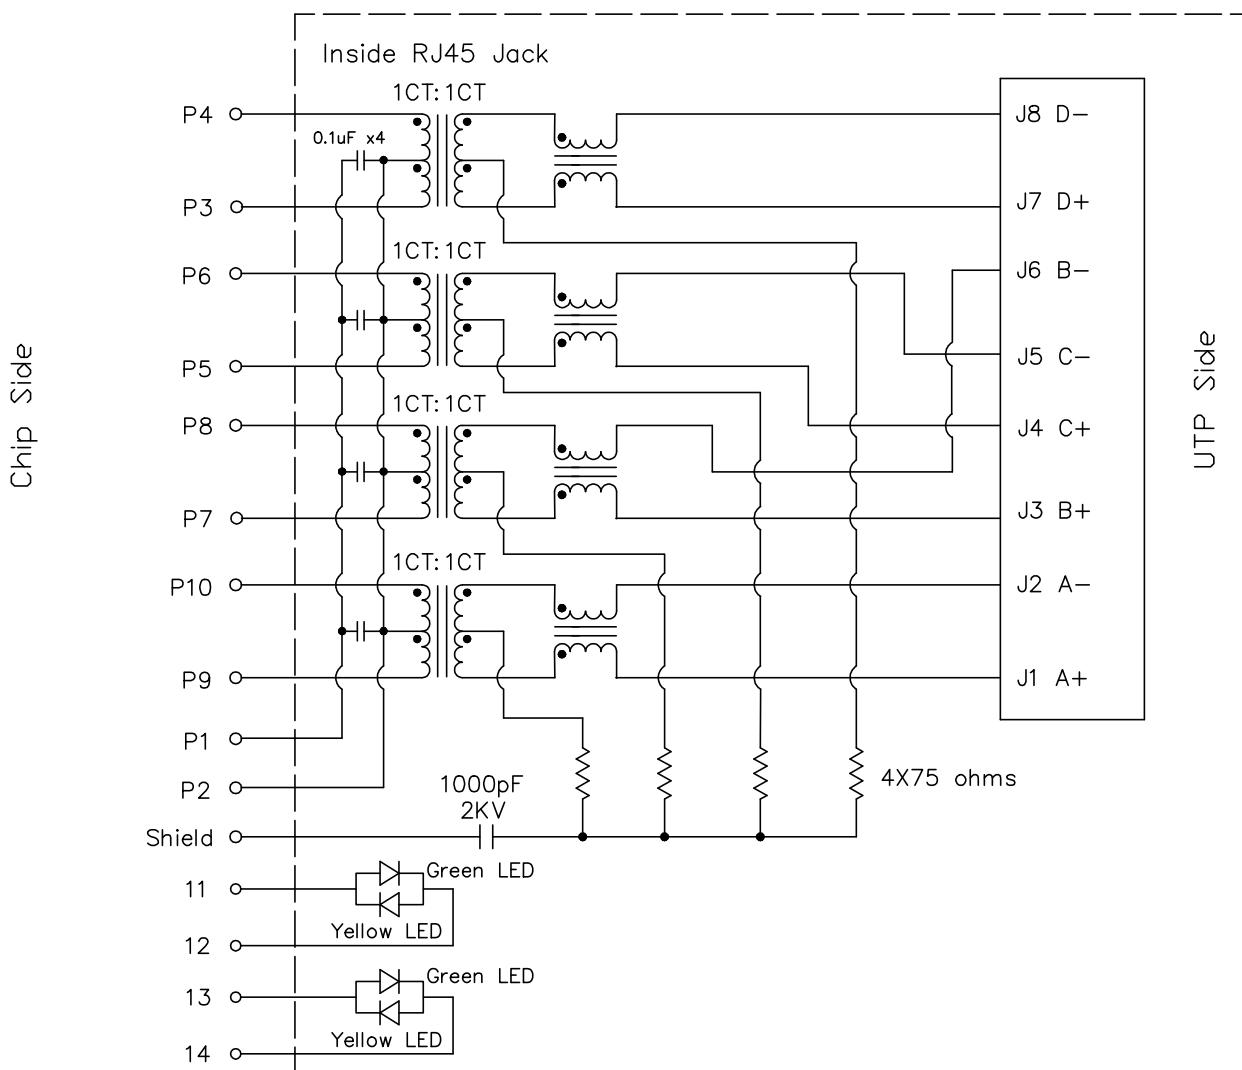 Inside RJ45 Jack
1CT:1CT
P4
J8 D-
0.1uF x4
P3
J7 D+
1CT:1CT
P6
J6 B-
P5
J5 C-
1CT:1CT
P8
J4 C+
P7
J3 B+
1CT:1CT
P10
J2 A-
P9
J1 A+
Chip Side
UTP Side
P1
P2
1000pF
2KV
4X75 ohms
Shield
11
Green LED
Yellow LED
12
13
Green LED
Yellow LED
14